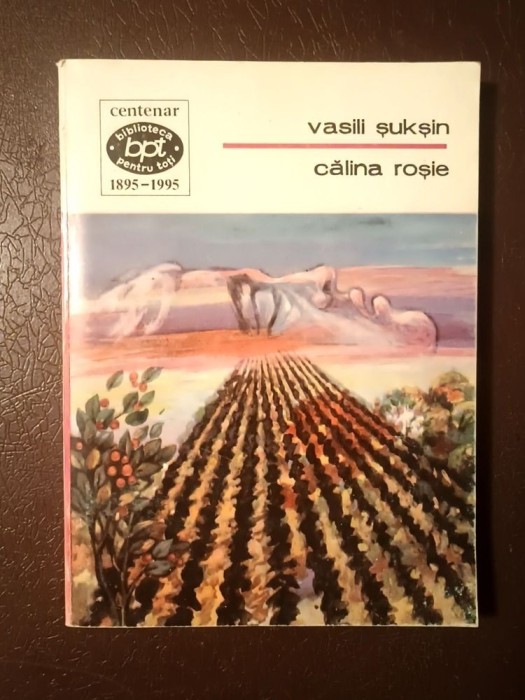 centenar
biblioteca
bpt
pentru toți
1895-1995
vasili șukșin
călina roșie